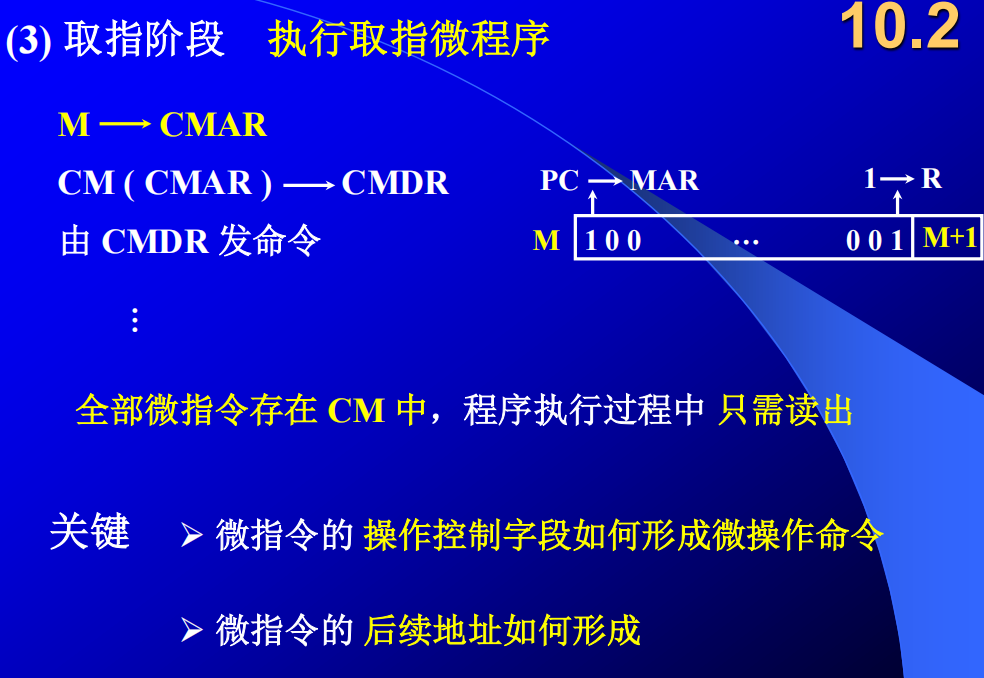 (3) 取指阶段 执行取指微程序
10.2
M → CMAR
CM ( CMAR ) → CMDR
由 CMDR 发命令
⋮
PC → MAR 1 → R
M 1 0 0 … 0 0 1 M+1
全部微指令存在 CM 中，程序执行过程中 只需读出
关键 ➢ 微指令的 操作控制字段如何形成微操作命令
➢ 微指令的 后续地址如何形成